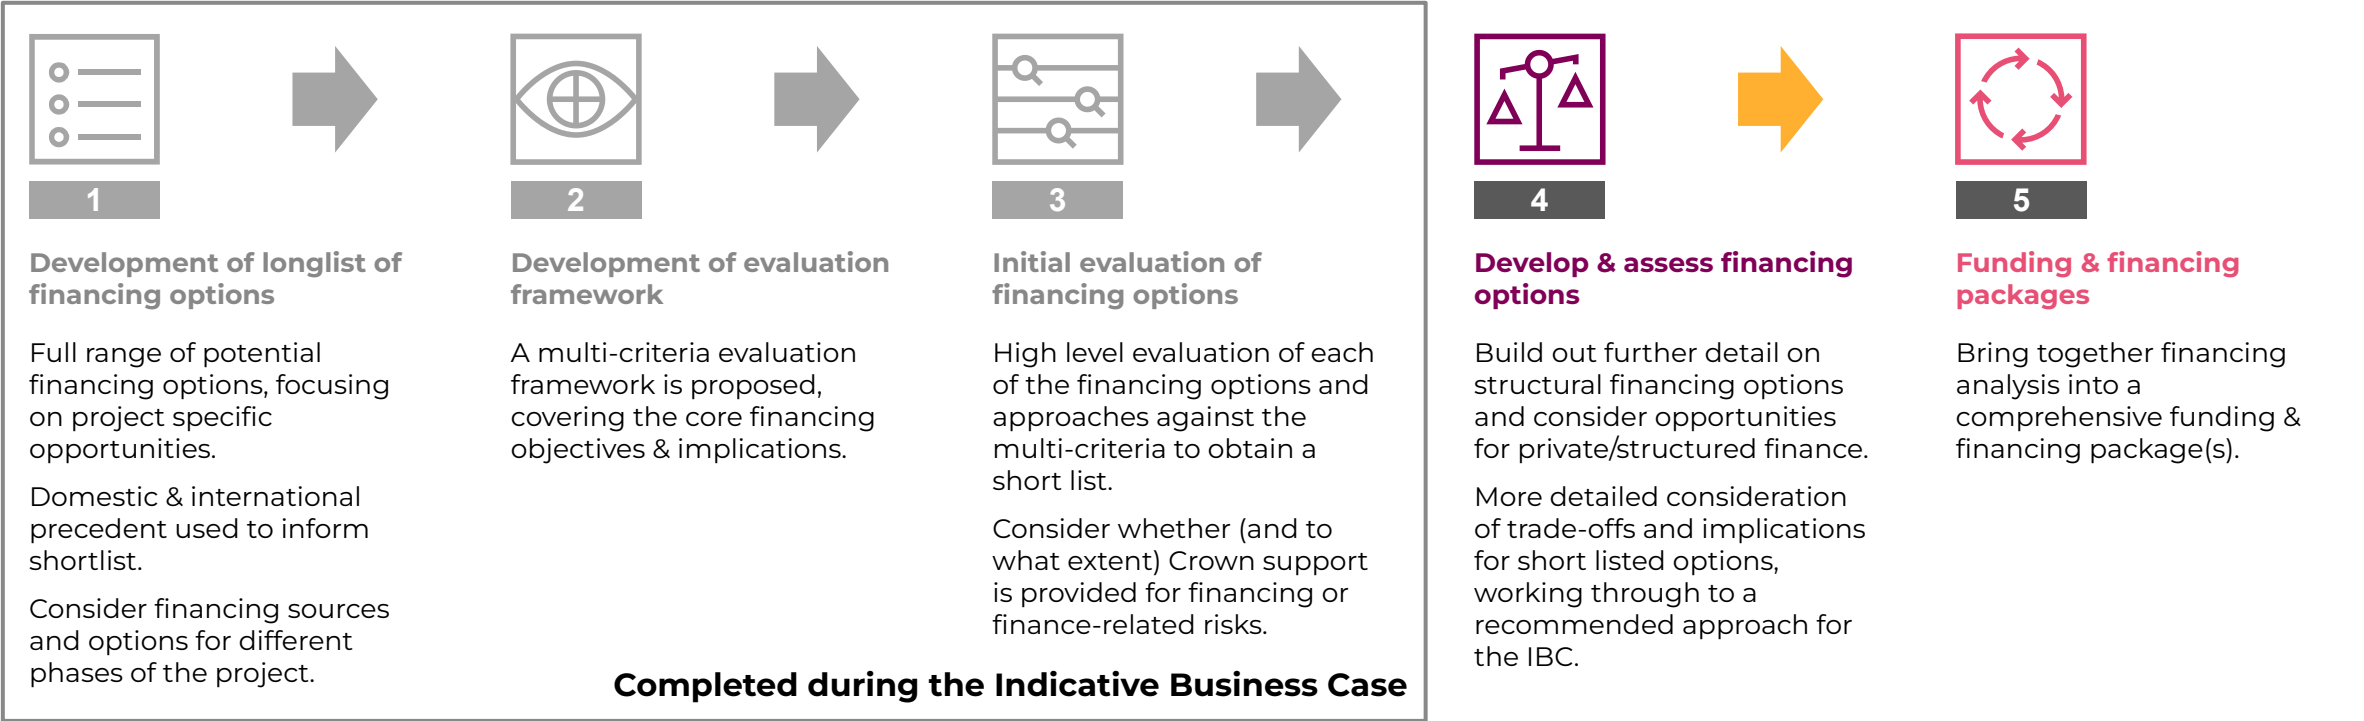 1
Development of longlist of
financing options
Full range of potential
financing options, focusing
on project specific
opportunities.
Domestic & international
precedent used to inform
shortlist.
Consider financing sources
and options for different
phases of the project.
2
Development of evaluation
framework
A multi-criteria evaluation
framework is proposed,
covering the core financing
objectives & implications.
3
Initial evaluation of
financing options
High level evaluation of each
of the financing options and
approaches against the
multi-criteria to obtain a
short list.
Consider whether (and to
what extent) Crown support
is provided for financing or
finance-related risks.
Completed during the Indicative Business Case
4
Develop & assess financing
options
Build out further detail on
structural financing options
and consider opportunities
for private/structured finance.
More detailed consideration
of trade-offs and implications
for short listed options,
working through to a
recommended approach for
the IBC.
5
Funding & financing
packages
Bring together financing
analysis into a
comprehensive funding &
financing package(s).